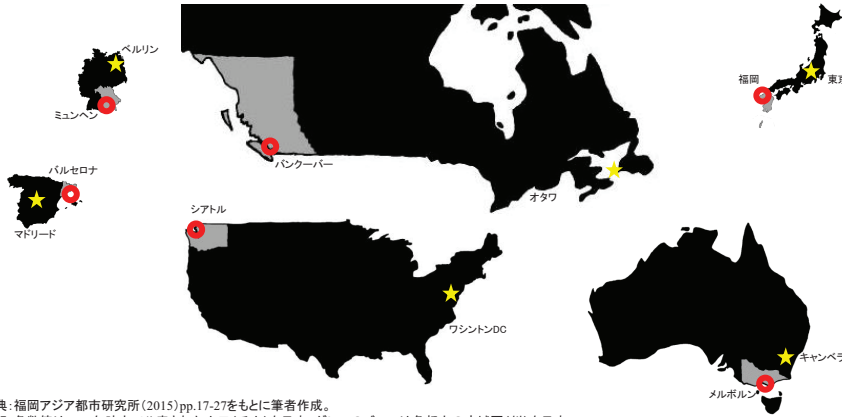 ベルリン
ミュンヘン
バルセロナ
マドリード
バンクーバー
オタワ
シアトル
ワシントンDC
福岡
東京
キャンベラ
メルボルン
典:福岡アジア都市研究所(2015)pp.17-27をもとに筆者作成。